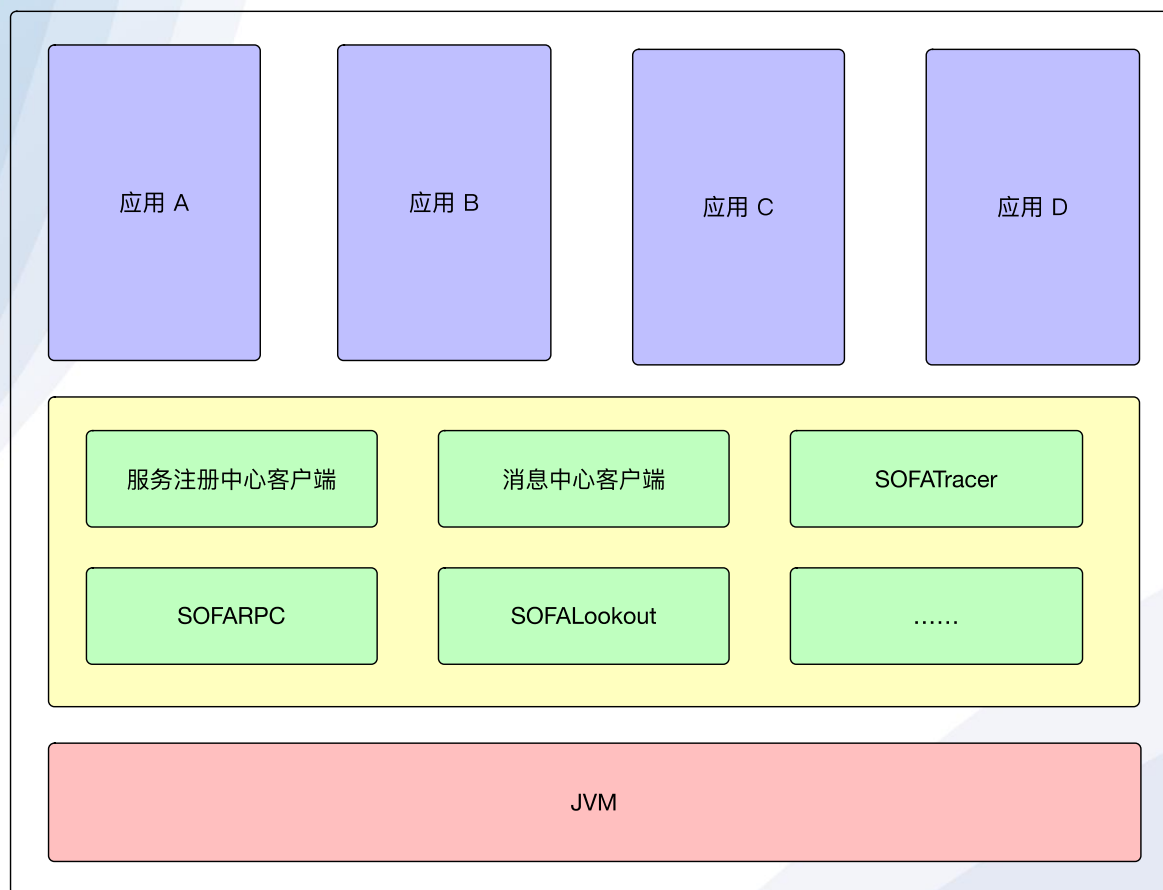 应用 A
应用 B
应用 C
应用 D
服务注册中心客户端
消息中心客户端
SOFATracer
SOFARPC
SOFALookout
……
JVM